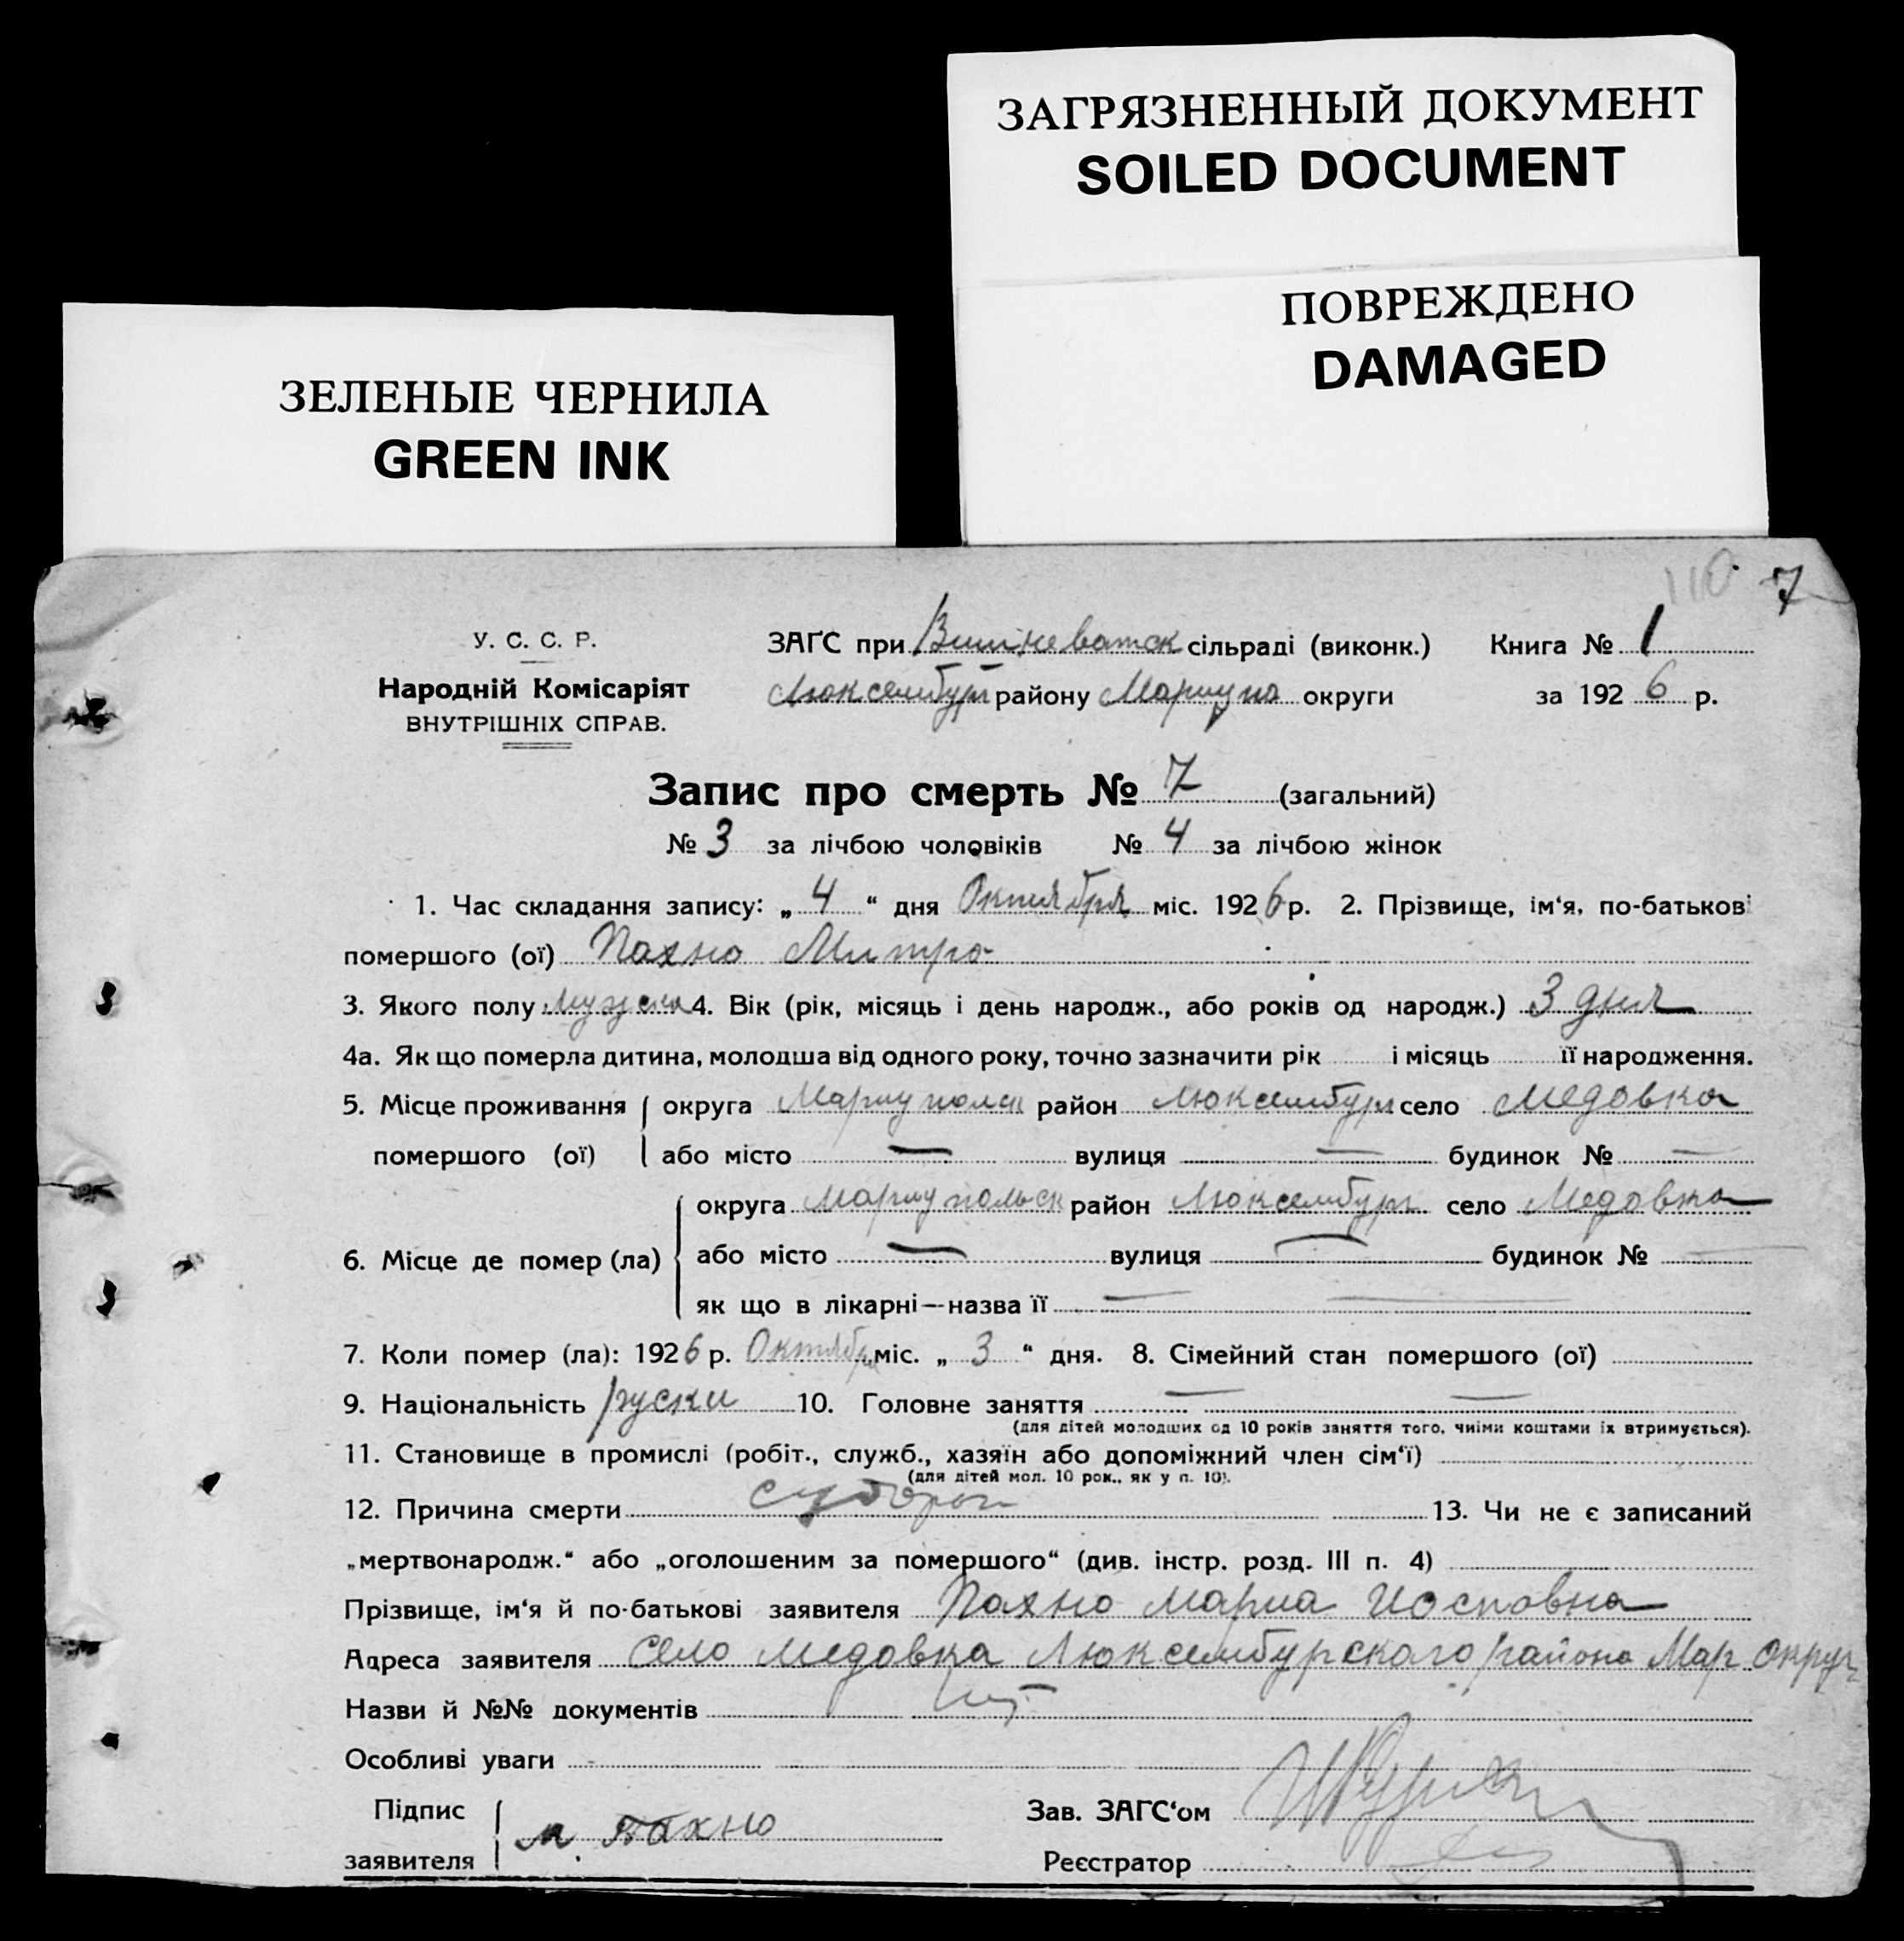 ЗАГРЯЗНЕННЫЙ ДОКУМЕНТ
SOILED DOCUMENT
ПОВРЕЖДЕНО
DAMAGED
ЗЕЛЕНЫЕ ЧЕРНИЛА
GREEN INK
110 7
У. С. С. Р.
Народній Комісаріят
ВНУТРІШНІХ СПРАВ.
ЗАГС при Вишневатск сільраді (виконк.) Книга № 1
Люксембург району Мариупо округи за 1926 р.
Запис про смерть № 7 (загальний)
№ 3 за лічбою чоловіків № 4 за лічбою жінок
1. Час складання запису: „ 4 “ дня Октября міс. 1926 р. 2. Прізвище, ім‘я, по-батькові
помершого (ої) Пахно Митро
3. Якого полу 4. Вік (рік, місяць і день народж., або років од народж.) 3 дня
4а. Як що померла дитина, молодша від одного року, точно зазначити рік і місяць її народження.
5. Місце проживання округа Мариупольск район Люксембург село Медовка
помершого (ої) або місто — вулиця — будинок № —
округа Мариупольск район Люксембург село Медовка
6. Місце де помер (ла) або місто — вулиця — будинок № —
як що в лікарні—назва її — —
7. Коли помер (ла): 1926 р. Октября міс. „ 3 “ дня. 8. Сімейний стан помершого (ої)
9. Національність руски 10. Головне заняття — —
(для дітей молодших од 10 років заняття того, чиїми коштами їх втримується).
11. Становище в промислі (робіт., служб., хазяїн або допоміжний член сім‘ї)
(для дітей мол. 10 рок., як у п. 10).
12. Причина смерти 13. Чи не є записаний
„мертвонародж.“ або „оголошеним за помершого“ (див. інстр. розд. III п. 4)
Прізвище, ім‘я й по-батькові заявителя Пахно Мариа Иосповна
Адреса заявителя Село Медовка Люксембурскаго района Мар Округ
Назви й №№ документів
Особливі уваги
Підпис
заявителя м. Пахно
Зав. ЗАГС‘ом
Реєстратор